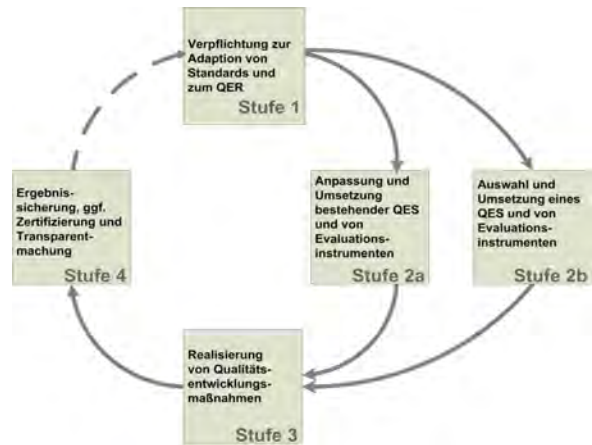 Verpflichtung zur
Adaption von
Standards und
zum QER
Stufe 1
Anpassung und
Umsetzung
bestehender QES
und von
Evaluations-
instrumenten
Stufe 2a
Auswahl und
Umsetzung eines
QES und von
Evaluations-
instrumenten
Stufe 2b
Realisierung
von Qualitäts-
entwicklungs-
maßnahmen
Stufe 3
Ergebnis-
sicherung, ggf.
Zertifizierung und
Transparent-
machung
Stufe 4